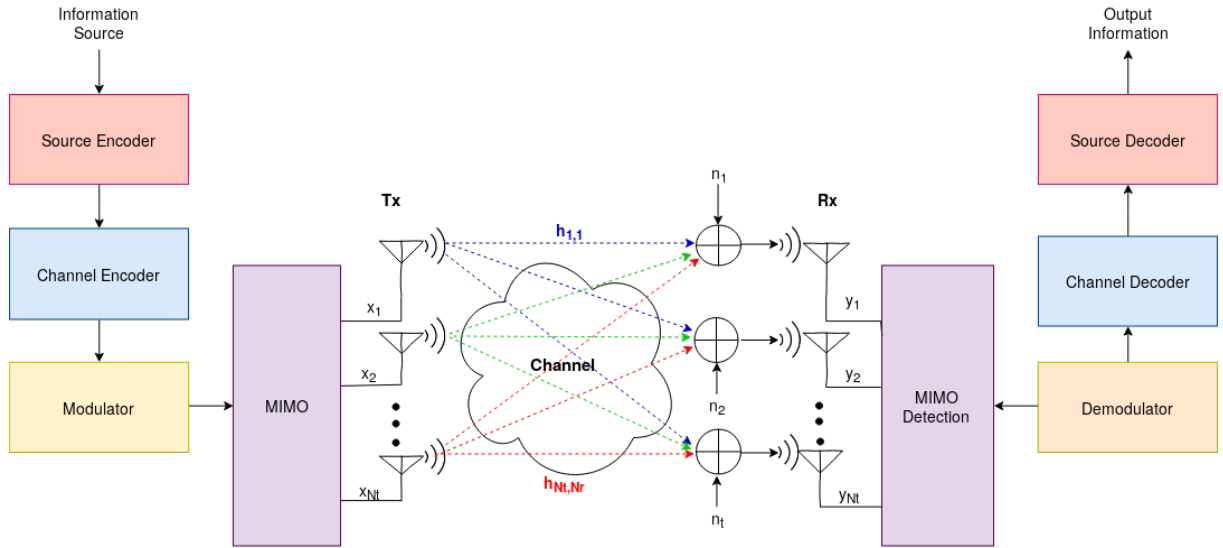 Information
Source
Output
Information
Source Encoder
Source Decoder
Channel Encoder
Channel Decoder
Modulator
Demodulator
MIMO
MIMO
Detection
Tx
Rx
Channel
h1,1
hNt,Nr
x1
x2
xNt
n1
n2
nt
y1
y2
yNt